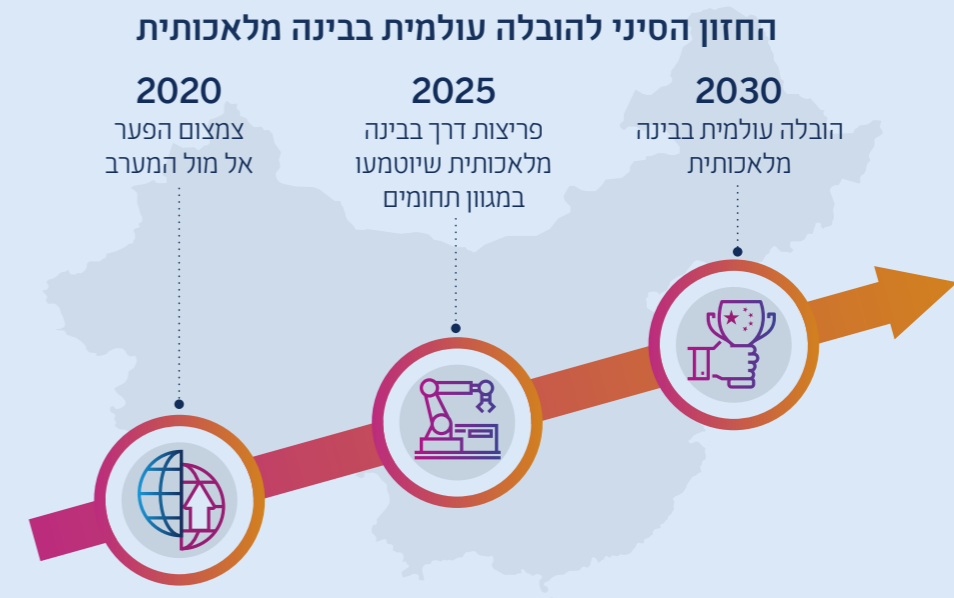 החזון הסיני להובלה עולמית בבינה מלאכותית
2020
צמצום הפער
אל מול המערב
2025
פריצות דרך בבינה
מלאכותית שיוטמעו
במגוון תחומים
2030
הובלה עולמית בבינה
מלאכותית